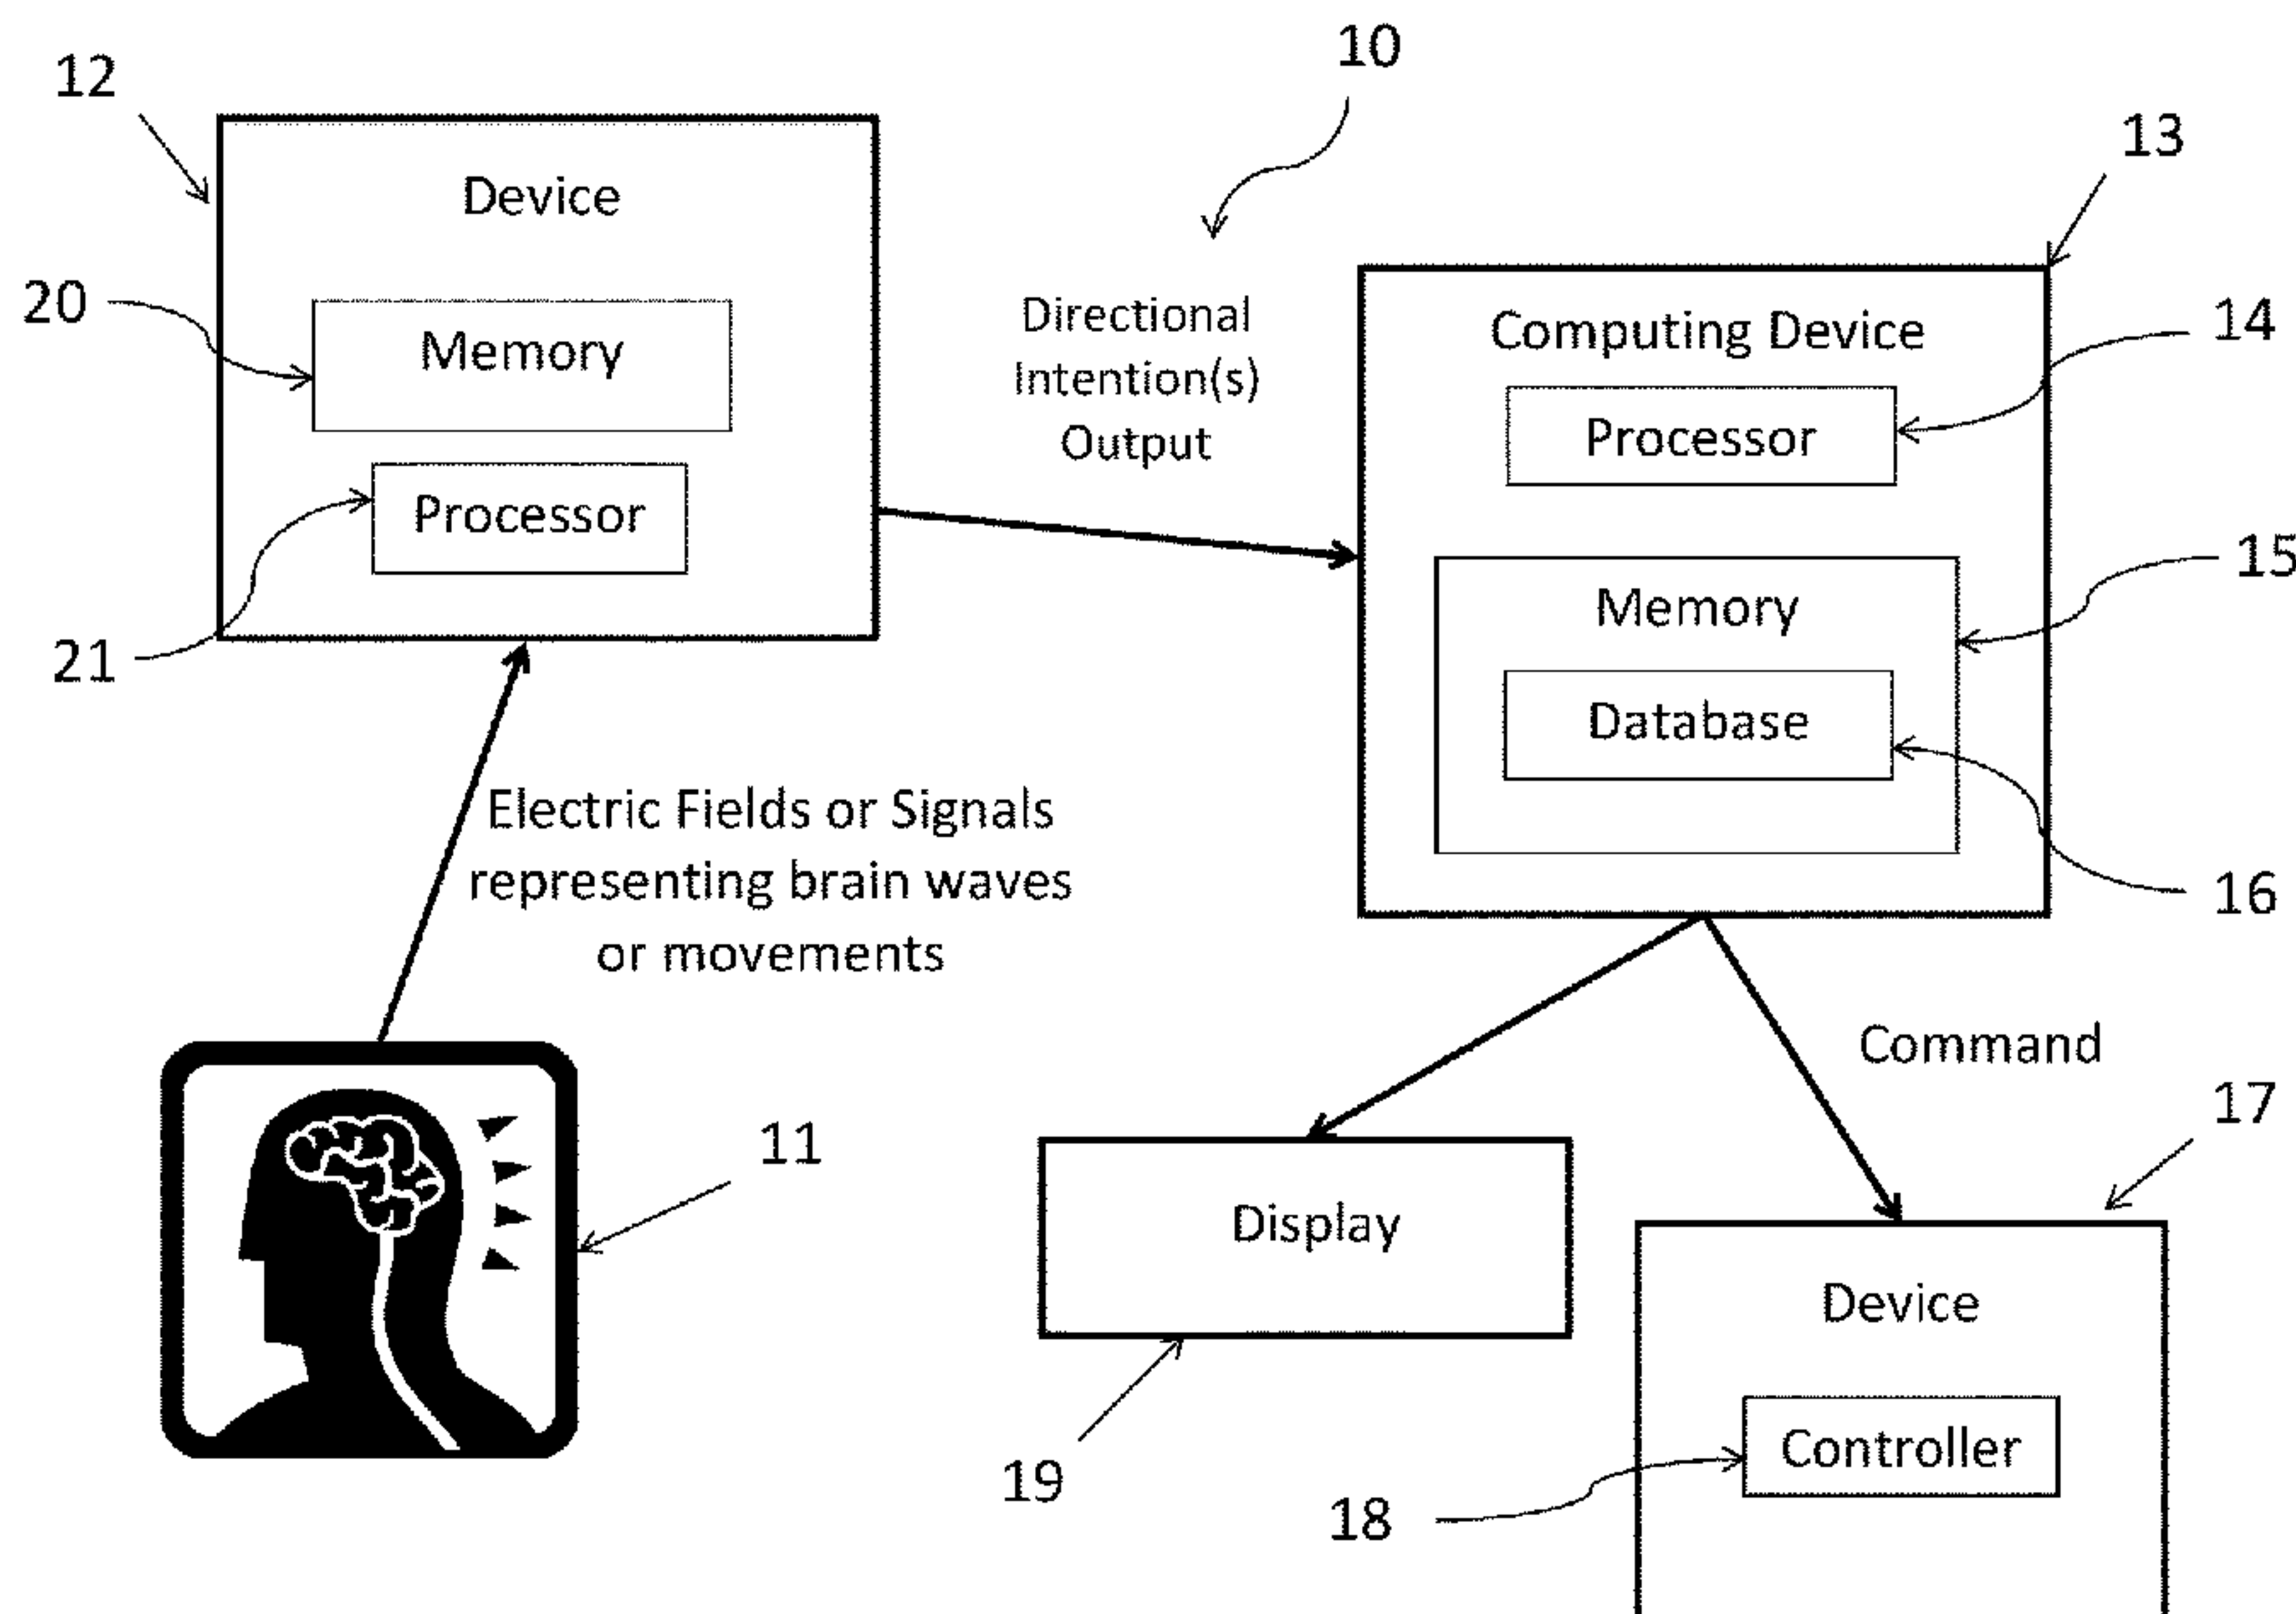 10
12
13
Device
20
Memory
Directional
Intention(s)
Output
Computing Device
14
Processor
Processor
21
Memory
15
Database
16
Electric Fields or Signals
representing brain waves
or movements
Command
17
11
Display
Device
19
Controller
18